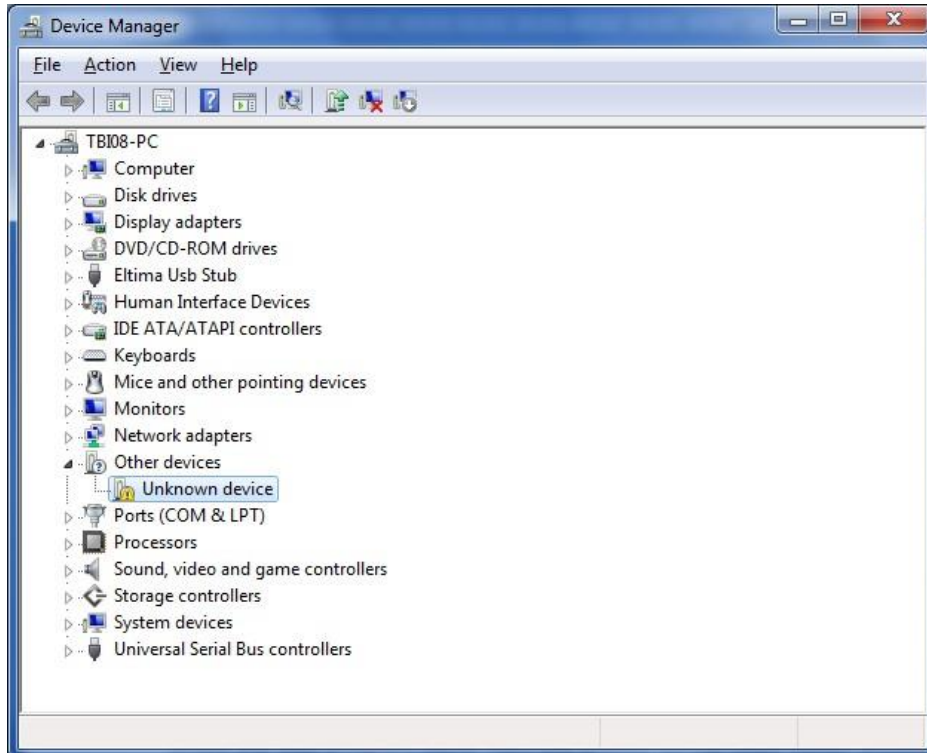 Device Manager
File Action View Help
TBI08-PC
Computer
Disk drives
Display adapters
DVD/CD-ROM drives
Eltima Usb Stub
Human Interface Devices
IDE ATA/ATAPI controllers
Keyboards
Mice and other pointing devices
Monitors
Network adapters
Other devices
Unknown device
Ports (COM & LPT)
Processors
Sound, video and game controllers
Storage controllers
System devices
Universal Serial Bus controllers